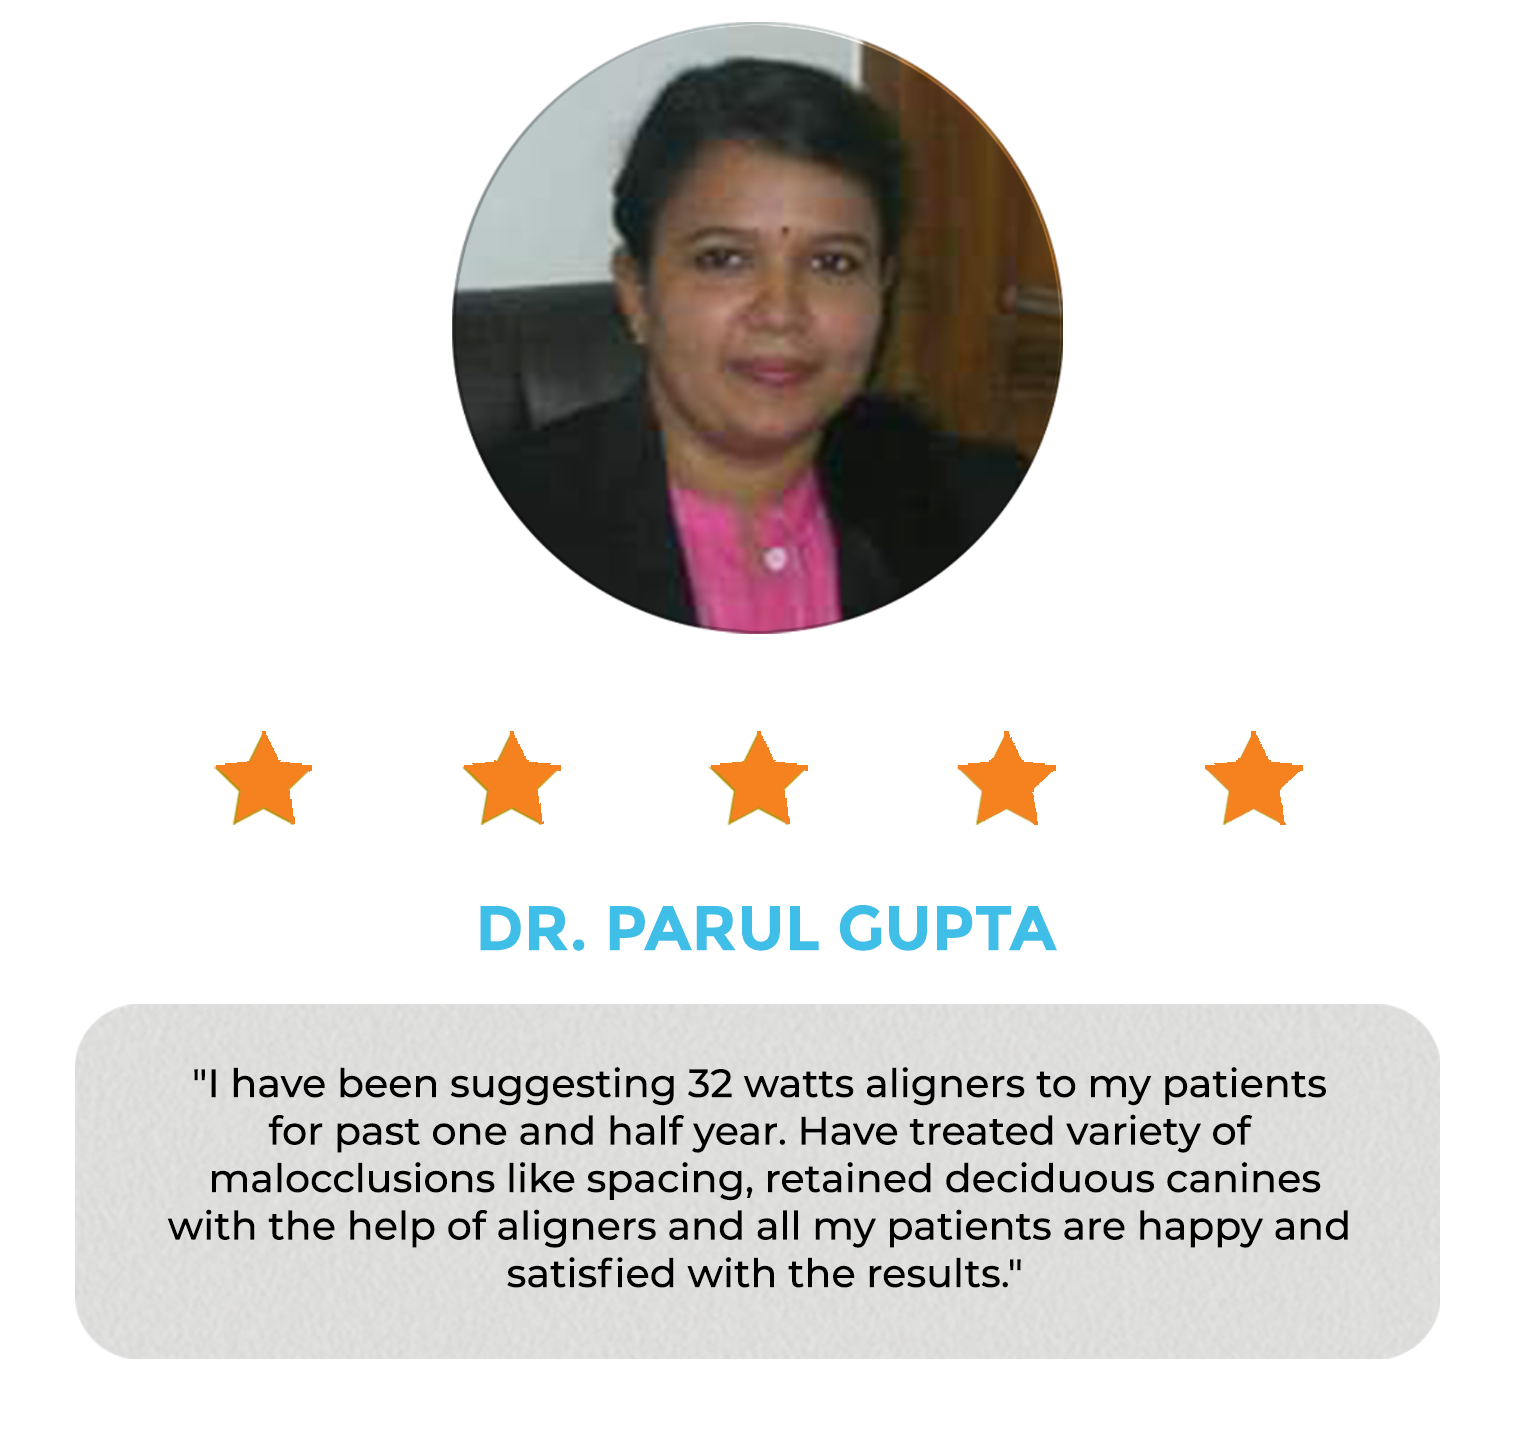 DR. PARUL GUPTA
"I have been suggesting 32 watts aligners to my patients
for past one and half year. Have treated variety of
malocclusions like spacing, retained deciduous canines
with the help of aligners and all my patients are happy and
satisfied with the results."